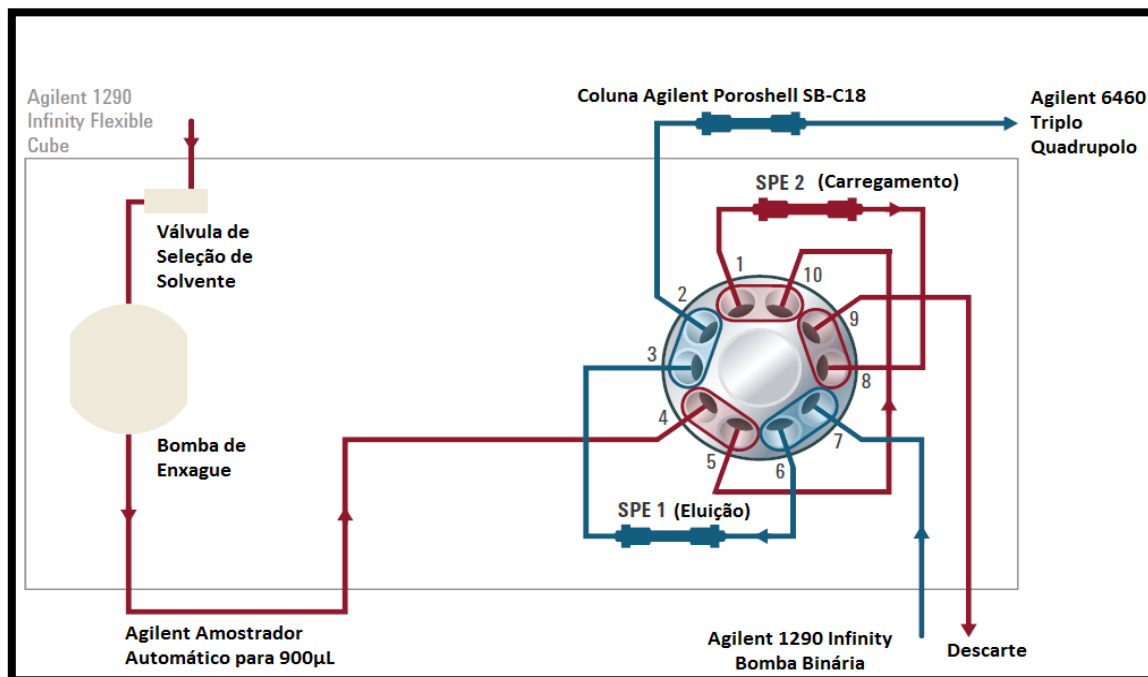 Agilent 1290
Infinity Flexible
Cube
Coluna Agilent Poroshell SB-C18
Agilent 6460
Triplo
Quadrupolo
SPE 2 (Carregamento)
Válvula de
Seleção de
Solvente
1
10
2
9
3
8
4
7
5
6
Bomba de
Enxague
SPE 1 (Eluição)
Agilent Amostrador
Automático para 900µL
Agilent 1290 Infinity
Bomba Binária
Descarte